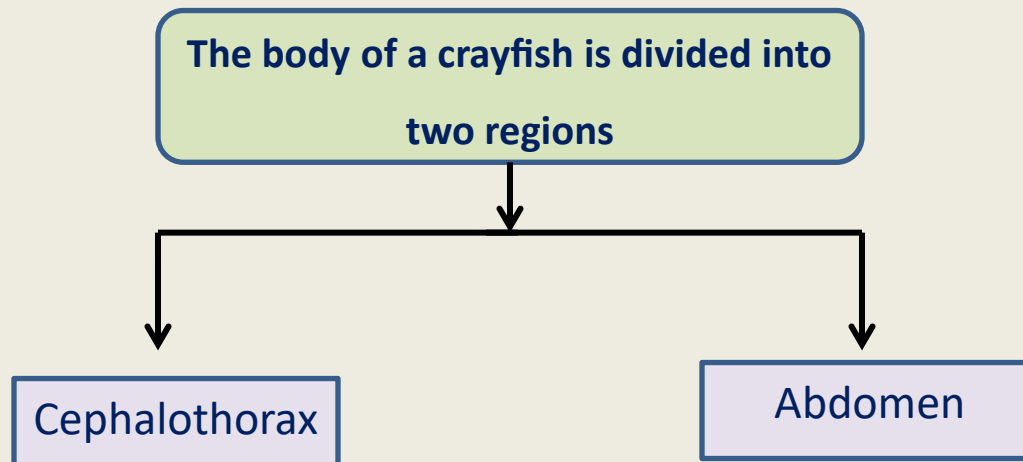 The body of a crayfish is divided into
two regions
Cephalothorax
Abdomen